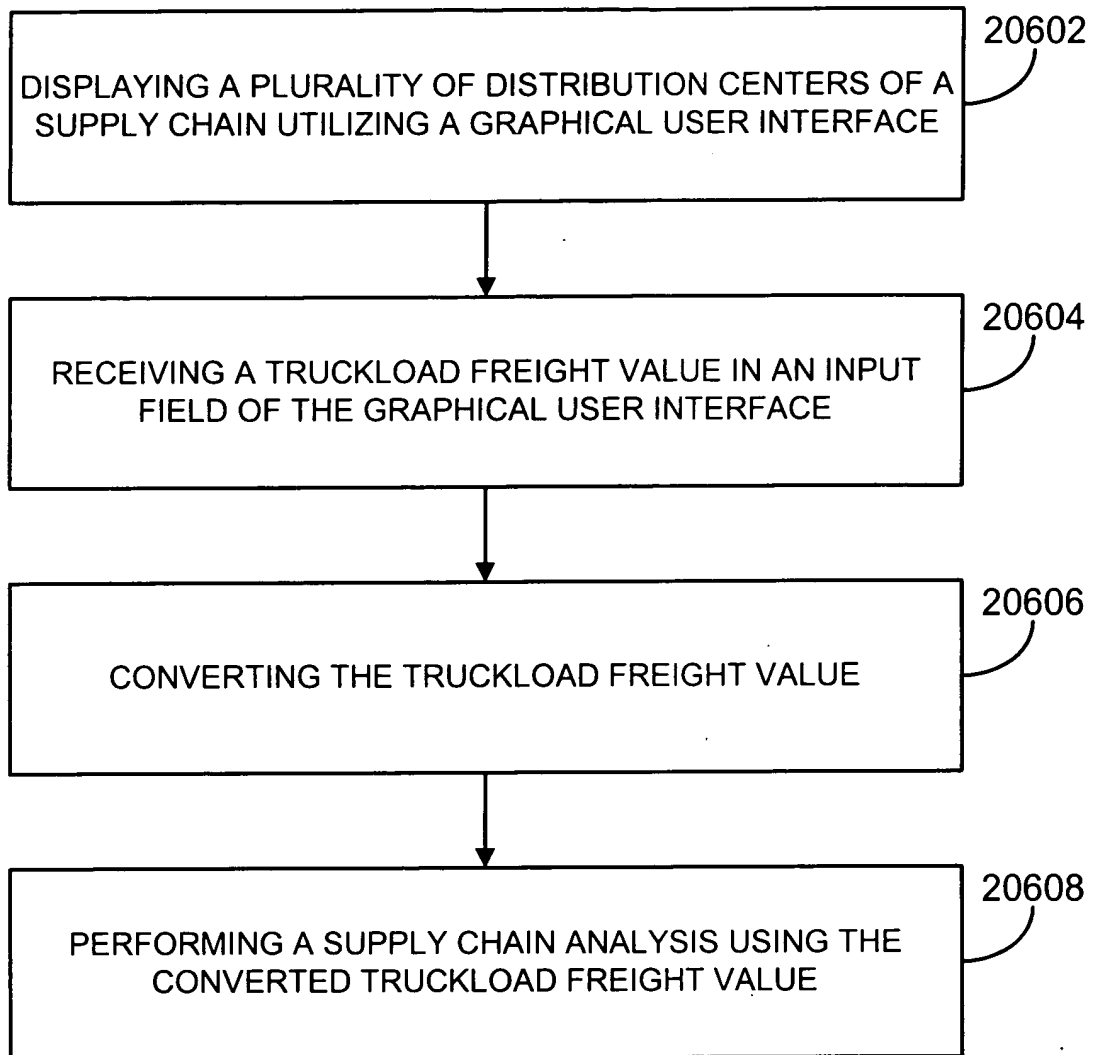 20602
DISPLAYING A PLURALITY OF DISTRIBUTION CENTERS OF A
SUPPLY CHAIN UTILIZING A GRAPHICAL USER INTERFACE
20604
RECEIVING A TRUCKLOAD FREIGHT VALUE IN AN INPUT
FIELD OF THE GRAPHICAL USER INTERFACE
20606
CONVERTING THE TRUCKLOAD FREIGHT VALUE
20608
PERFORMING A SUPPLY CHAIN ANALYSIS USING THE
CONVERTED TRUCKLOAD FREIGHT VALUE